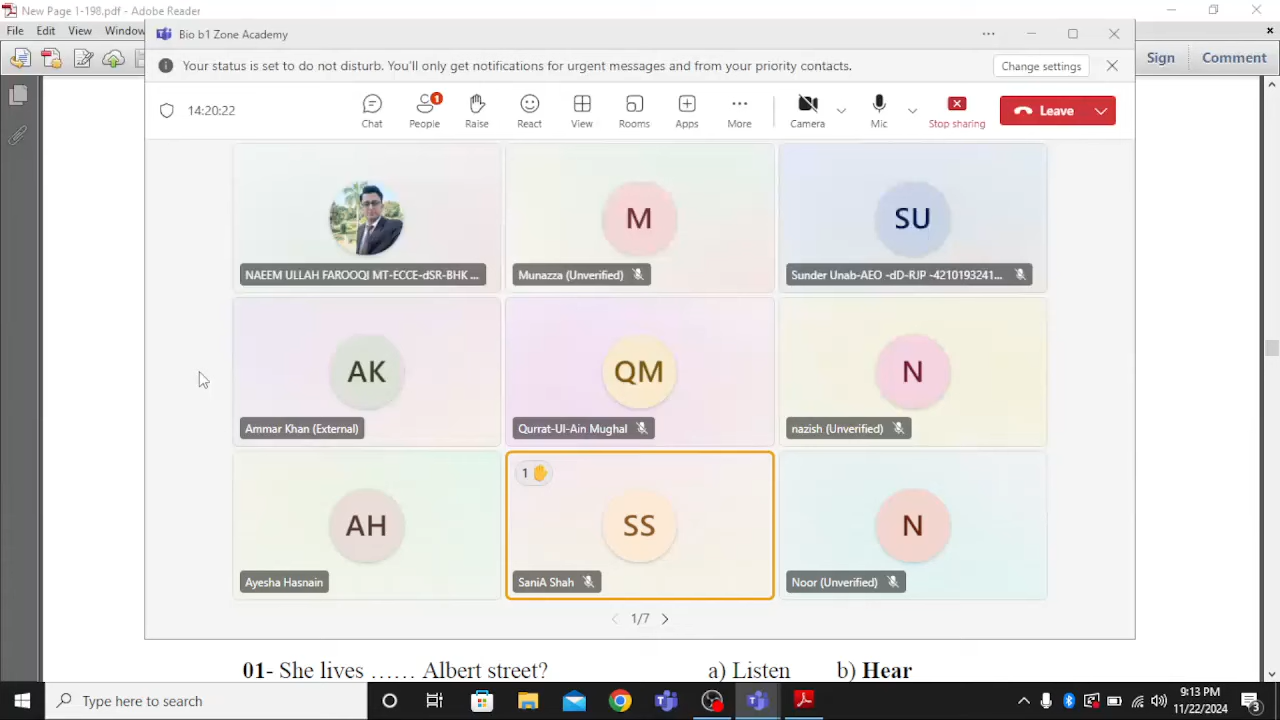 New Page 1-198.pdf - Adobe Reader
File Edit View Window
Sign Comment
Bio b1 Zone Academy
Your status is set to do not disturb. You'll only get notifications for urgent messages and from your priority contacts.
Change settings
14:20:22
1
Chat People Raise React View Rooms Apps More Camera Mic Stop sharing Leave
NAEEM ULLAH FAROOQI MT-ECCE-dSR-BHK ...
M
Munazza (Unverified)
SU
Sunder Unab-AEO -dD-RJP -4210193241...
AK
Ammar Khan (External)
QM
Qurrat-Ul-Ain Mughal
N
nazish (Unverified)
AH
Ayesha Hasnain
1
SS
SaniA Shah
N
Noor (Unverified)
1/7
01- She lives ...... Albert street? a) Listen b) Hear
Type here to search
9:13 PM
11/22/2024
3